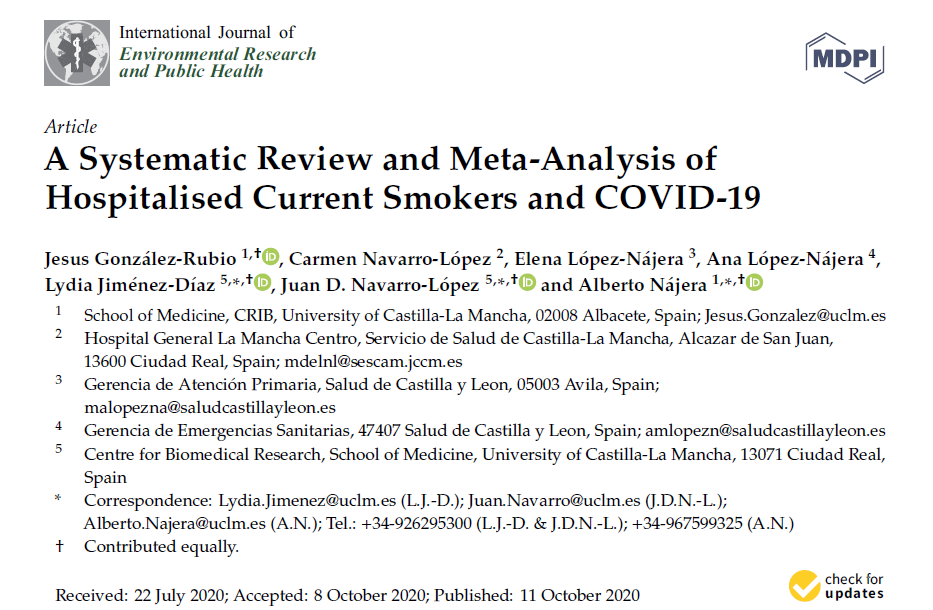 International Journal of
Environmental Research
and Public Health
MDPI
Article
A Systematic Review and Meta-Analysis of
Hospitalised Current Smokers and COVID-19
Jesus González-Rubio 1,†iD, Carmen Navarro-López 2, Elena López-Nájera 3, Ana López-Nájera 4,
Lydia Jiménez-Díaz 5,*,†iD, Juan D. Navarro-López 5,*,†iD and Alberto Nájera 1,*,†iD
1 School of Medicine, CRIB, University of Castilla-La Mancha, 02008 Albacete, Spain; Jesus.Gonzalez@uclm.es
2 Hospital General La Mancha Centro, Servicio de Salud de Castilla-La Mancha, Alcazar de San Juan,
13600 Ciudad Real, Spain; mdelnl@sescam.jccm.es
3 Gerencia de Atención Primaria, Salud de Castilla y Leon, 05003 Avila, Spain;
malopezna@saludcastillayleon.es
4 Gerencia de Emergencias Sanitarias, 47407 Salud de Castilla y Leon, Spain; amlopezn@saludcastillayleon.es
5 Centre for Biomedical Research, School of Medicine, University of Castilla-La Mancha, 13071 Ciudad Real,
Spain
* Correspondence: Lydia.Jimenez@uclm.es (L.J.-D.); Juan.Navarro@uclm.es (J.D.N.-L.);
Alberto.Najera@uclm.es (A.N.); Tel.: +34-926295300 (L.J.-D. & J.D.N.-L.); +34-967599325 (A.N.)
† Contributed equally.
Received: 22 July 2020; Accepted: 8 October 2020; Published: 11 October 2020
check for
updates